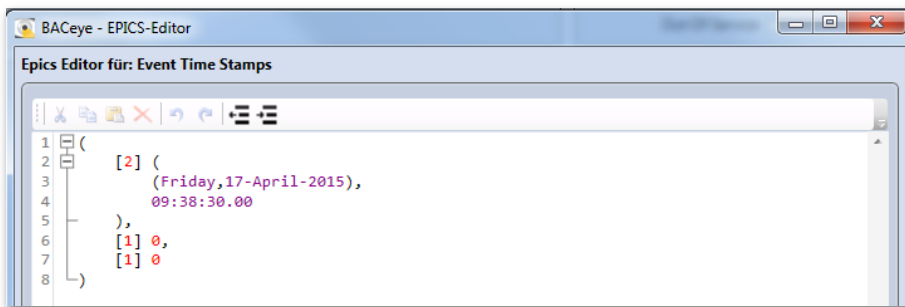 BACeye - EPICS-Editor
Epics Editor für: Event Time Stamps
1 (
2 [2] (
3 (Friday,17-April-2015),
4 09:38:30.00
5 ),
6 [1] 0,
7 [1] 0
8 )